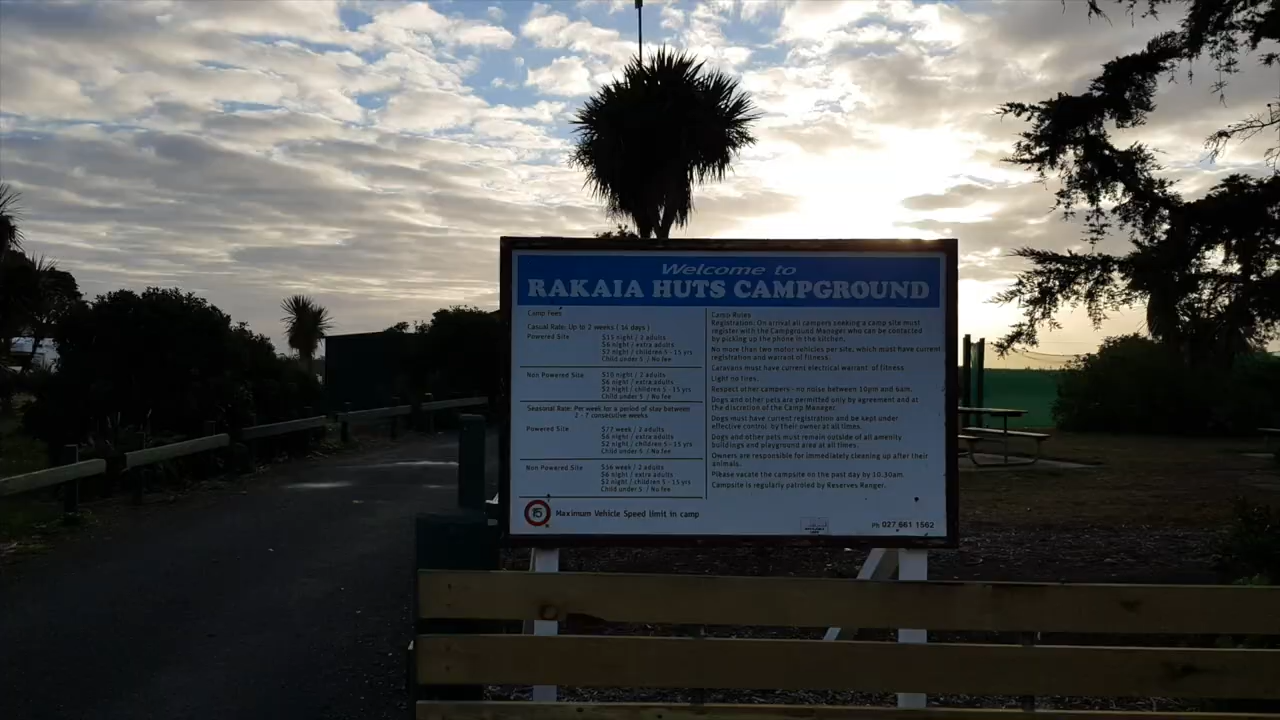 Welcome to
RAKAIA HUTS CAMPGROUND
Camp Fees
Casual Rate: Up to 2 weeks ( 14 days )
Powered Site
$15 night / 2 adults
$6 night / extra adults
$2 night / children 5 - 15 yrs
Child under 5 / No fee
Non Powered Site
$10 night / 2 adults
$6 night / extra adults
$2 night / children 5 - 15 yrs
Child under 5 / No fee
Seasonal Rate: Per week for a period of stay between
2 - 7 consecutive weeks
Powered Site
/week / 2 adults
$6 night / extra adults
$2 night / children 5 - 15 yrs
Child under 5 / No fee
Non Powered Site
$56 week / 2 adults
$6 night / extra adults
$2 night / children 5 - 15 yrs
Child under 5 / No fee
15 Maximum Vehicle Speed limit in camp
Camp Rules
Registration: On arrival all campers seeking a camp site must
register with the Campground Manager who can be contacted
by picking up the phone in the kitchen.
No more than two motor vehicles per site, which must have current
registration and warrant of fitness.
Caravans must have current electrical warrant of fitness
Light no fires.
Respect other campers - no noise between 10pm and 6am.
Dogs and other pets are permitted only by agreement and at
the discretion of the Camp Manager.
Dogs must have current registration and be kept under
effective control by their owner at all times.
Dogs and other pets must remain outside of all amenity
buildings and playground area at all times.
Owners are responsible for immediately cleaning up after their
animals.
Please vacate the campsite on the past day by 10.30am.
Campsite is regularly patroled by Reserves Ranger.
Ph 027 661 1562